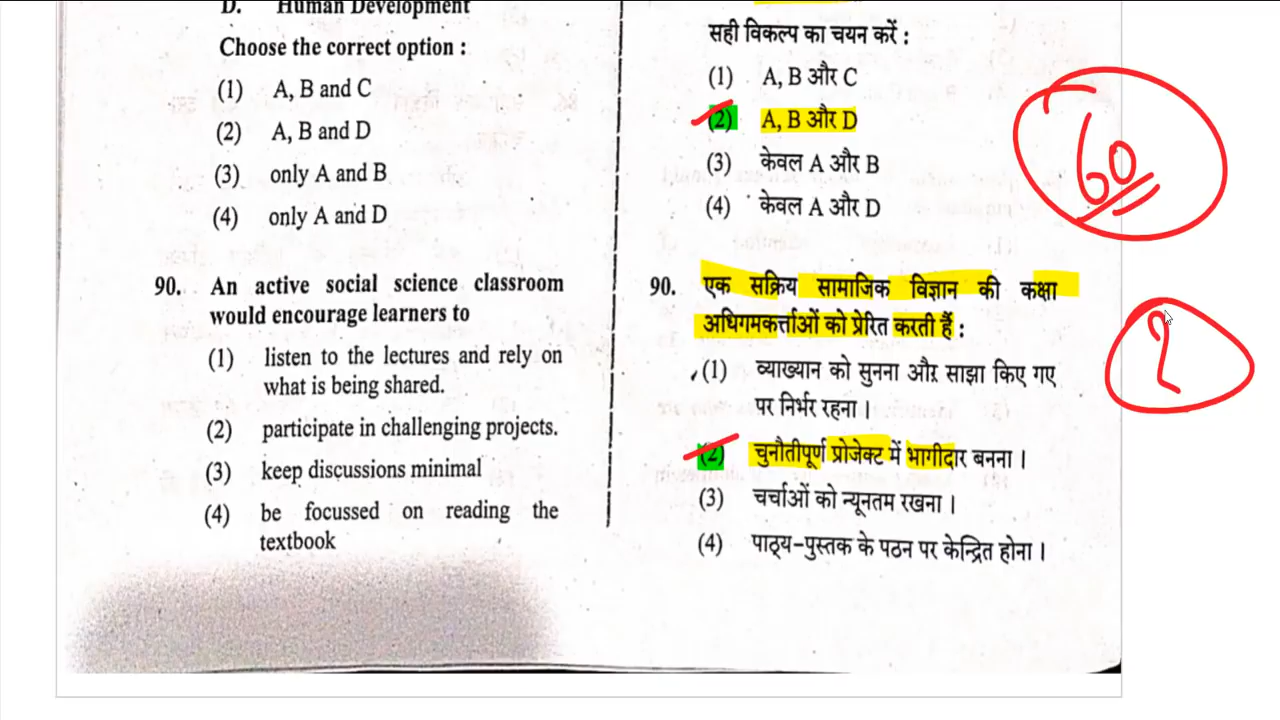 D. Human Development
Choose the correct option :
(1) A, B and C
(2) A, B and D
(3) only A and B
(4) only A and D
90. An active social science classroom
would encourage learners to
(1) listen to the lectures and rely on
what is being shared.
(2) participate in challenging projects.
(3) keep discussions minimal
(4) be focussed on reading the
textbook
सही विकल्प का चयन करें :
(1) A, B और C
(2) A, B और D
(3) केवल A और B
(4) केवल A और D
90. एक सक्रिय सामाजिक विज्ञान की कक्षा
अधिगमकर्त्ताओं को प्रेरित करती हैं :
(1) व्याख्यान को सुनना और साझा किए गए
पर निर्भर रहना ।
(2) चुनौतीपूर्ण प्रोजेक्ट में भागीदार बनना ।
(3) चर्चाओं को न्यूनतम रखना ।
(4) पाठ्य-पुस्तक के पठन पर केन्द्रित होना ।
60